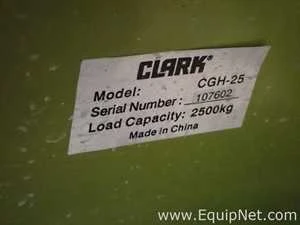 CLARK®
Model: CGH-25
Serial Number: 107602
Load Capacity: 2500kg
Made in China
www.EquipNet.com